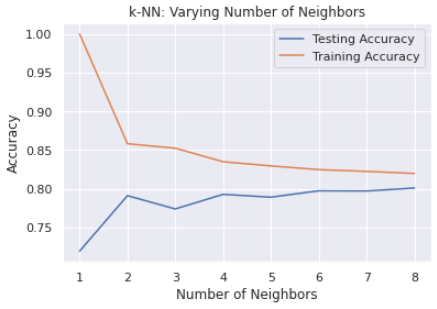 k-NN: Varying Number of Neighbors
Testing Accuracy
Training Accuracy
Accuracy
1.00
0.95
0.90
0.85
0.80
0.75
1 2 3 4 5 6 7 8
Number of Neighbors